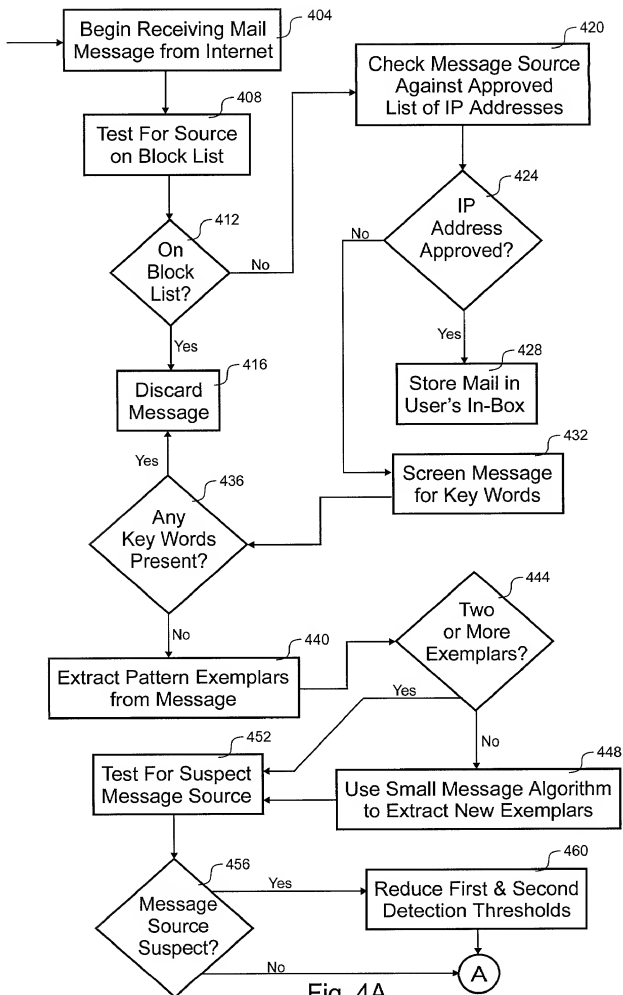 Begin Receiving Mail
Message from Internet
404
Test For Source
on Block List
408
On
Block
List?
412
No
Yes
Discard
Message
416
Check Message Source
Against Approved
List of IP Addresses
420
IP
Address
Approved?
424
No
Yes
Store Mail in
User's In-Box
428
Screen Message
for Key Words
432
Yes
Any
Key Words
Present?
436
No
Extract Pattern Exemplars
from Message
440
Two
or More
Exemplars?
444
Yes
No
Use Small Message Algorithm
to Extract New Exemplars
448
Test For Suspect
Message Source
452
Message
Source
Suspect?
456
Yes
No
Reduce First & Second
Detection Thresholds
460
A
Fig. 4A